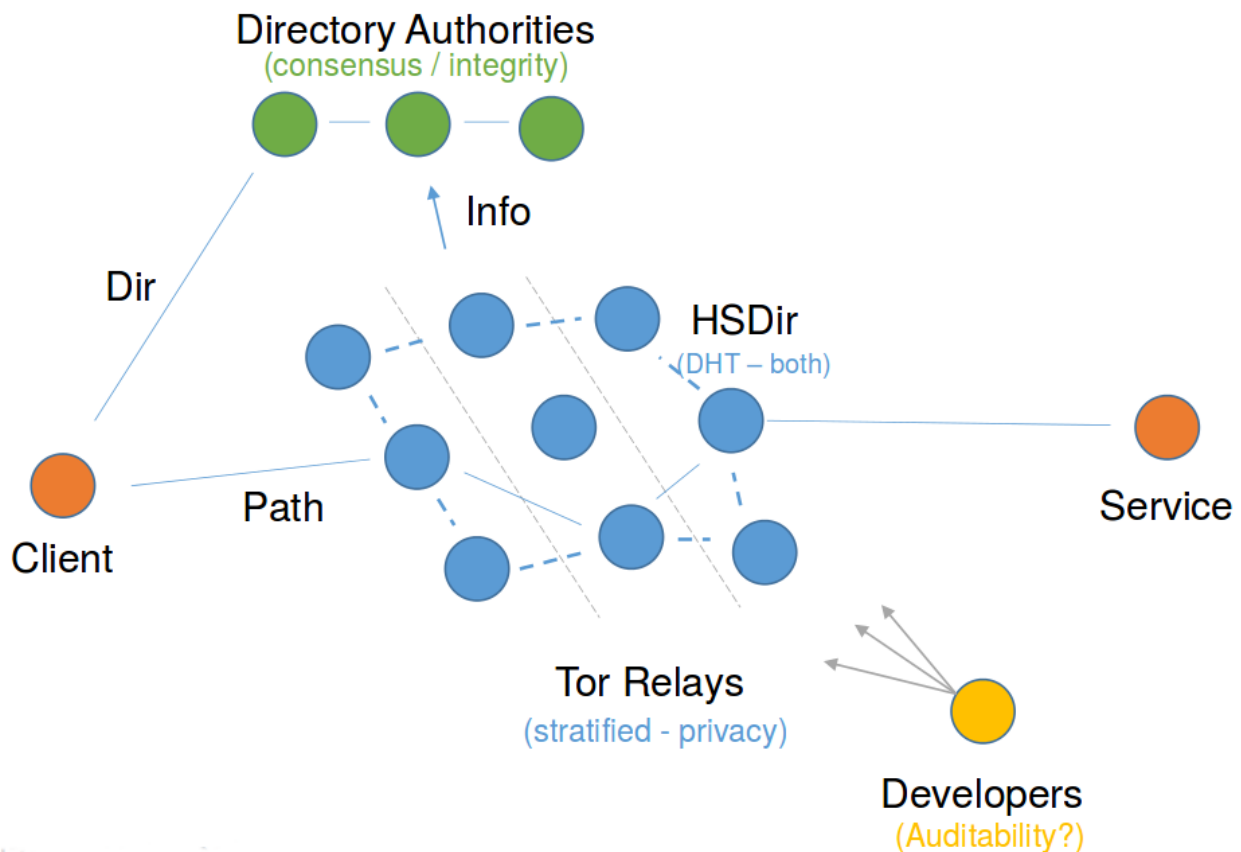 Directory Authorities
(consensus / integrity)
Info
Dir
HSDir
(DHT – both)
Path
Client
Service
Tor Relays
(stratified - privacy)
Developers
(Auditability?)